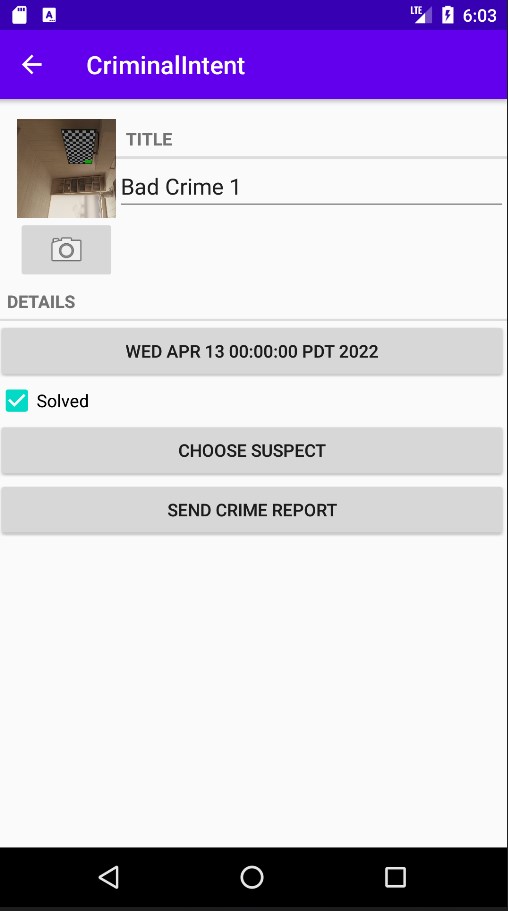 LTE 6:03
CriminalIntent
TITLE
Bad Crime 1
DETAILS
WED APR 13 00:00:00 PDT 2022
Solved
CHOOSE SUSPECT
SEND CRIME REPORT